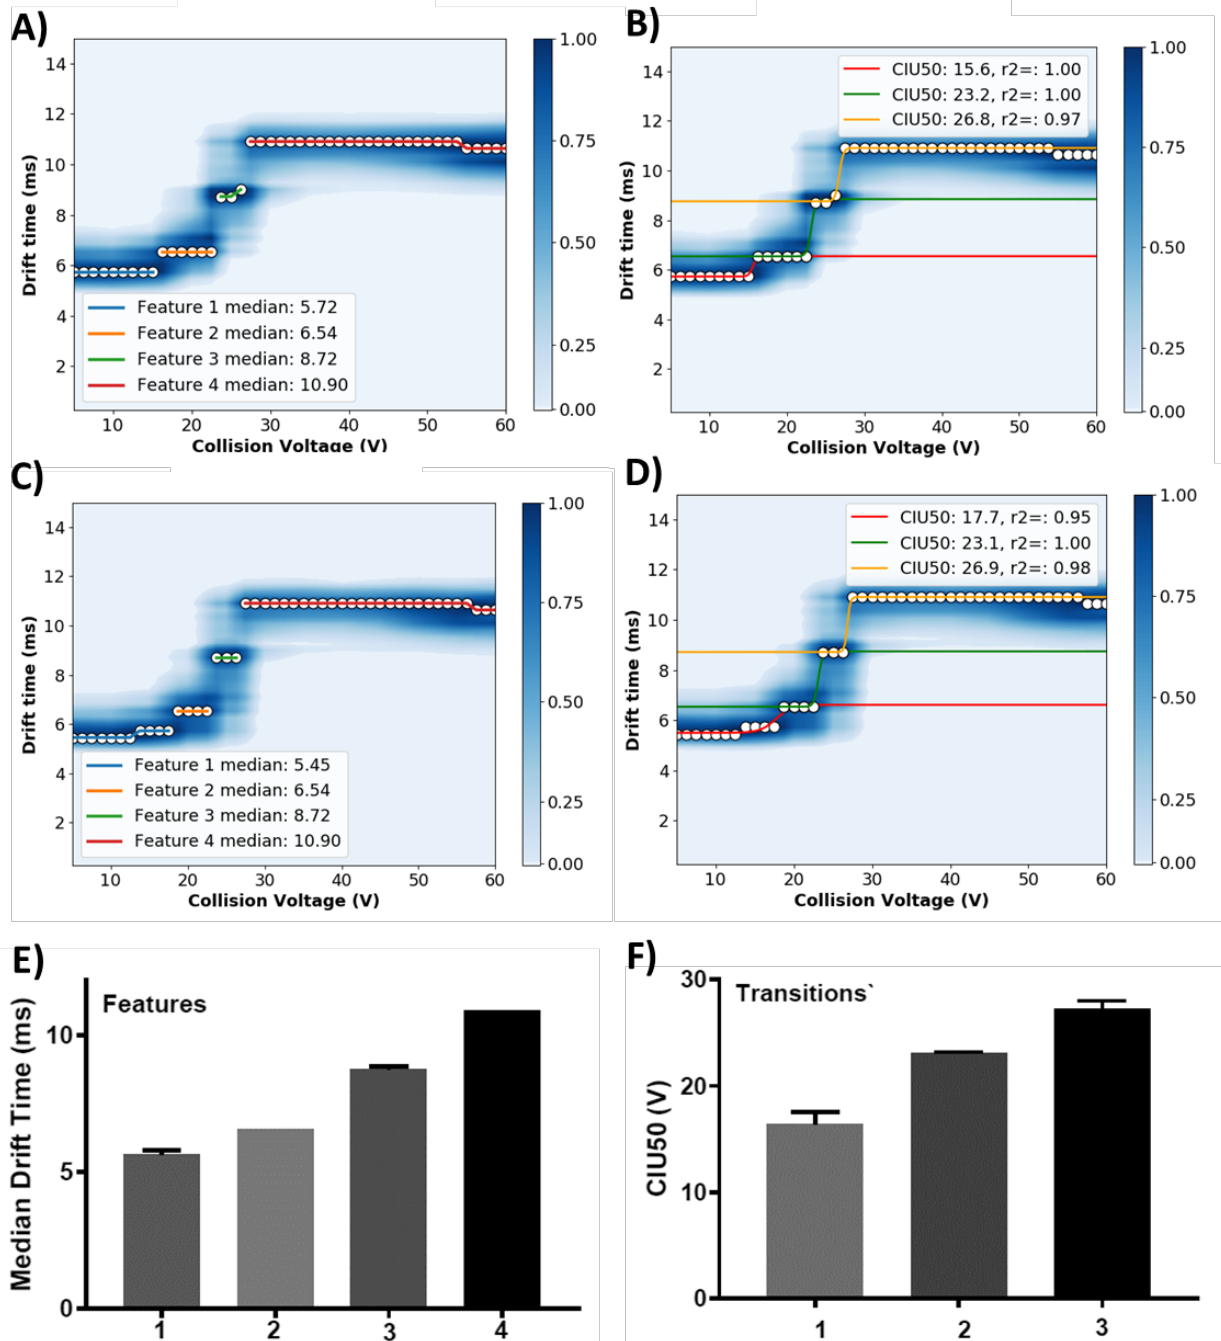 A)
14
12
10
8
6
4
2
Drift time (ms)
Feature 1 median: 5.72
Feature 2 median: 6.54
Feature 3 median: 8.72
Feature 4 median: 10.90
10 20 30 40 50 60
Collision Voltage (V)
1.00
0.75
0.50
0.25
0.00
B)
14
12
10
8
6
4
2
Drift time (ms)
CIU50: 15.6, r2=: 1.00
CIU50: 23.2, r2=: 1.00
CIU50: 26.8, r2=: 0.97
10 20 30 40 50 60
Collision Voltage (V)
1.00
0.75
0.50
0.25
0.00
C)
14
12
10
8
6
4
2
Drift time (ms)
Feature 1 median: 5.45
Feature 2 median: 6.54
Feature 3 median: 8.72
Feature 4 median: 10.90
10 20 30 40 50 60
Collision Voltage (V)
1.00
0.75
0.50
0.25
0.00
D)
14
12
10
8
6
4
2
Drift time (ms)
CIU50: 17.7, r2=: 0.95
CIU50: 23.1, r2=: 1.00
CIU50: 26.9, r2=: 0.98
10 20 30 40 50 60
Collision Voltage (V)
1.00
0.75
0.50
0.25
0.00
E)
Features
Median Drift Time (ms)
10
5
0
1 2 3 4
F)
Transitions`
CIU50 (V)
30
20
10
0
1 2 3